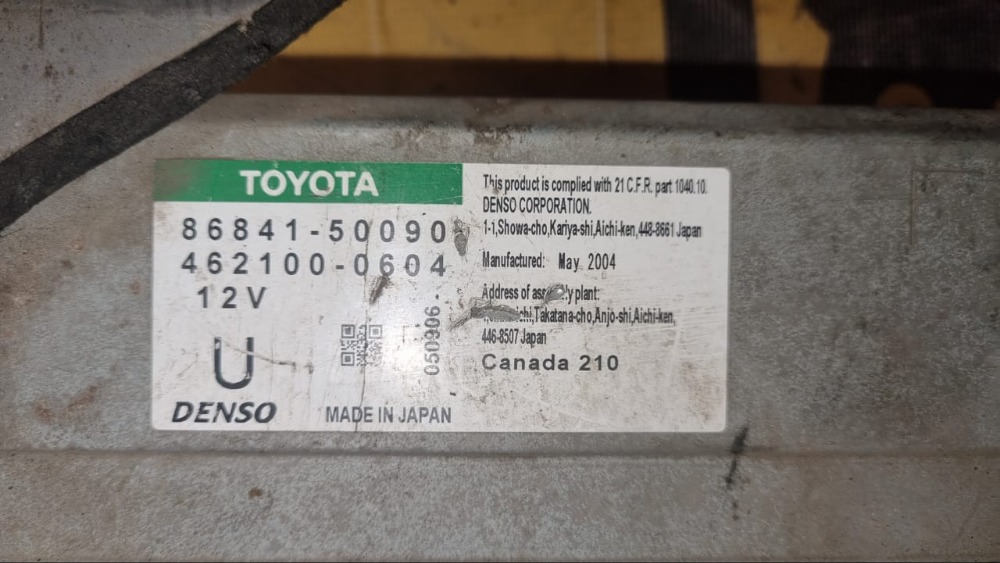 TOYOTA
86841-50090
462100-0604
12V
U
DENSO
MADE IN JAPAN
050906
This product is complied with 21 C.F.R. part 1040.10.
DENSO CORPORATION.
1-1,Showa-cho,Kariya-shi,Aichi-ken,448-8661 Japan
Manufactured: May 2004
Address of plant:
Takatana-cho,Anjo-shi,Aichi-ken,
446-8507 Japan
Canada 210